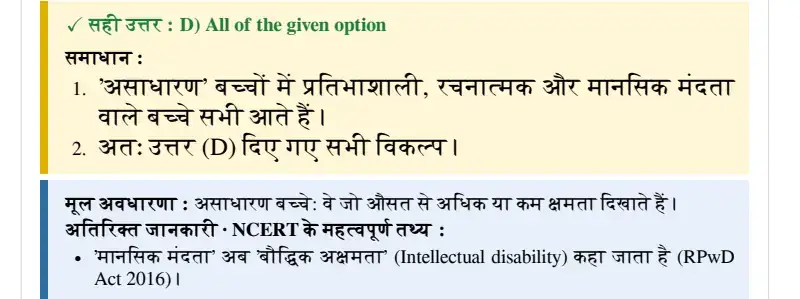 ✓ सही उत्तर : D) All of the given option
समाधान :
1. 'असाधारण' बच्चों में प्रतिभाशाली, रचनात्मक और मानसिक मंदता
वाले बच्चे सभी आते हैं।
2. अतः उत्तर (D) दिए गए सभी विकल्प।
मूल अवधारणा : असाधारण बच्चे: वे जो औसत से अधिक या कम क्षमता दिखाते हैं।
अतिरिक्त जानकारी · NCERT के महत्वपूर्ण तथ्य :
• 'मानसिक मंदता' अब 'बौद्धिक अक्षमता' (Intellectual disability) कहा जाता है (RPwD
Act 2016)।